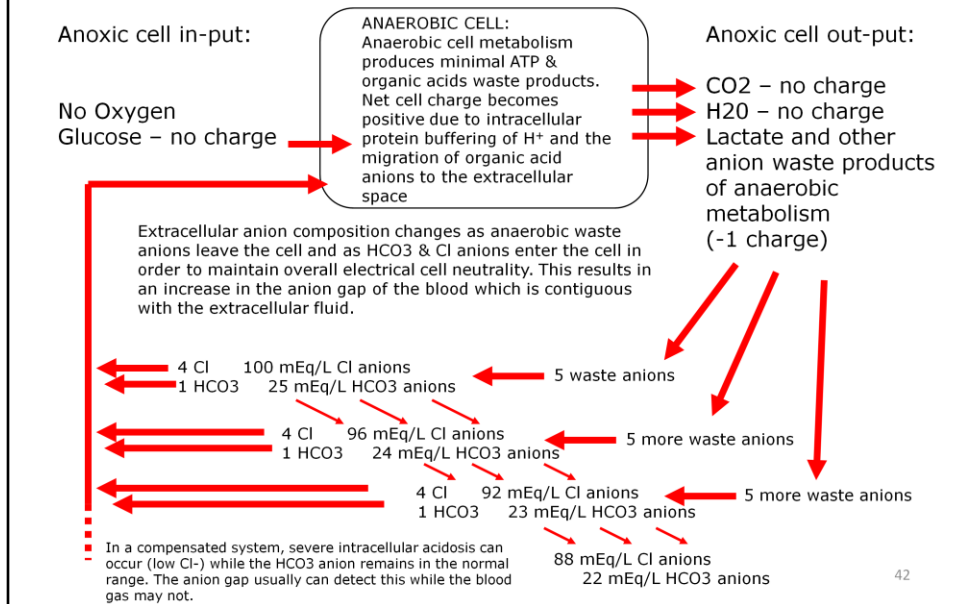 Anoxic cell in-put:
No Oxygen
Glucose – no charge
ANAEROBIC CELL:
Anaerobic cell metabolism
produces minimal ATP &
organic acids waste products.
Net cell charge becomes
positive due to intracellular
protein buffering of H⁺ and the
migration of organic acid
anions to the extracellular
space
Anoxic cell out-put:
CO2 – no charge
H20 – no charge
Lactate and other
anion waste products
of anaerobic
metabolism
(-1 charge)
Extracellular anion composition changes as anaerobic waste
anions leave the cell and as HCO3 & Cl anions enter the cell in
order to maintain overall electrical cell neutrality. This results in
an increase in the anion gap of the blood which is contiguous
with the extracellular fluid.
4 Cl 100 mEq/L Cl anions
1 HCO3 25 mEq/L HCO3 anions
5 waste anions
4 Cl 96 mEq/L Cl anions
1 HCO3 24 mEq/L HCO3 anions
5 more waste anions
4 Cl 92 mEq/L Cl anions
1 HCO3 23 mEq/L HCO3 anions
5 more waste anions
88 mEq/L Cl anions
22 mEq/L HCO3 anions
In a compensated system, severe intracellular acidosis can
occur (low Cl-) while the HCO3 anion remains in the normal
range. The anion gap usually can detect this while the blood
gas may not.
42